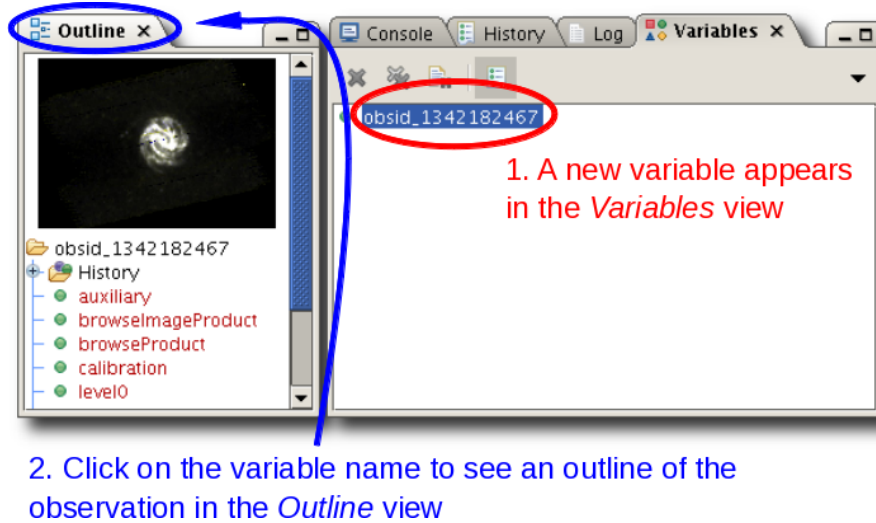 Outline
Console
History
Log
Variables
obsid_1342182467
1. A new variable appears
in the Variables view
obsid_1342182467
History
auxiliary
browseImageProduct
browseProduct
calibration
level0
2. Click on the variable name to see an outline of the
observation in the Outline view